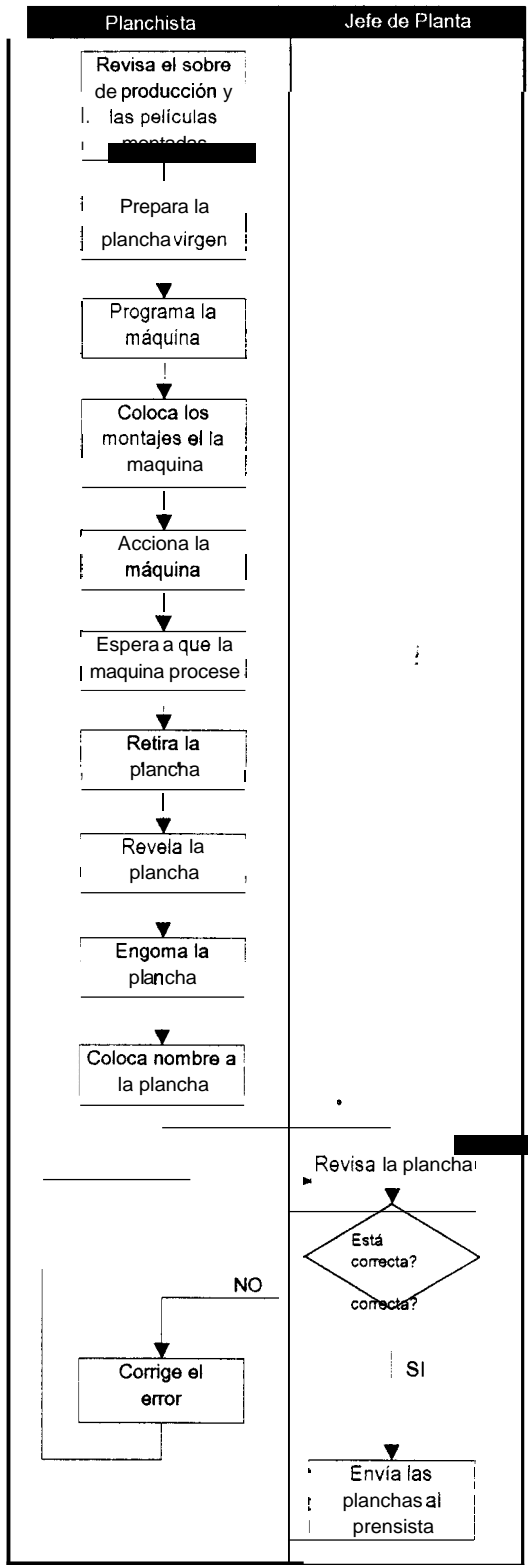 Planchista
Jefe de Planta
Revisa el sobre
de producción y
las películas
montadas
Prepara la
plancha virgen
Programa la
máquina
Coloca los
montajes el la
maquina
Acciona la
máquina
Espera a que la
maquina procese
Retira la
plancha
Revela la
plancha
Engoma la
plancha
Coloca nombre a
la plancha
Revisa la plancha
Está
correcta?
correcta?
NO
SI
Corrige el
error
Envía las
planchas al
prensista